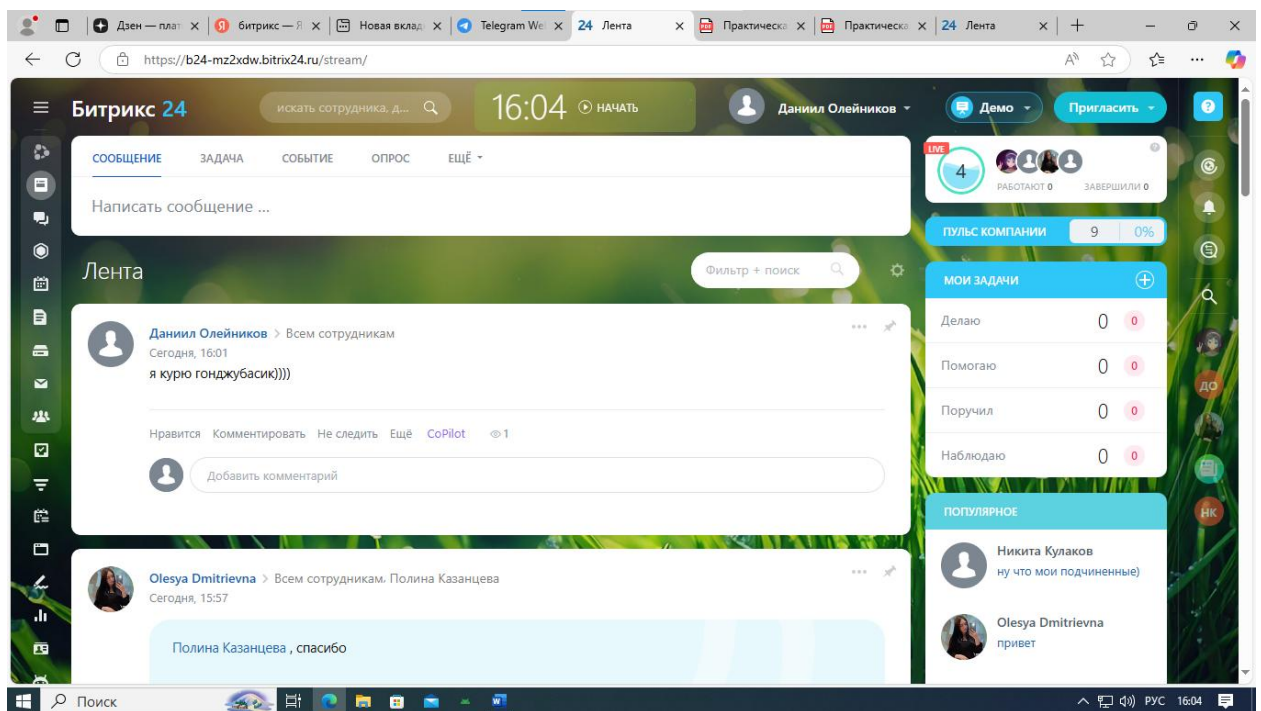 Дзен — плат
битрикс — Я
Новая вклад
Telegram We
24 Лента
Практическа
Практическа
24 Лента
https://b24-mz2xdw.bitrix24.ru/stream/
Битрикс 24
искать сотрудника, д...
16:04 НАЧАТЬ
Даниил Олейников
Демо
Пригласить
СООБЩЕНИЕ ЗАДАЧА СОБЫТИЕ ОПРОС ЕЩЁ
Написать сообщение ...
LIVE
4
РАБОТАЮТ 0 ЗАВЕРШИЛИ 0
ПУЛЬС КОМПАНИИ 9 0%
Лента
Фильтр + поиск
МОИ ЗАДАЧИ
Делаю 0 0
Помогаю 0 0
Поручил 0 0
Наблюдаю 0 0
Даниил Олейников > Всем сотрудникам
Сегодня, 16:01
я курю гонджубасик))))
Нравится Комментировать Не следить Ещё CoPilot 1
Добавить комментарий
ПОПУЛЯРНОЕ
Никита Кулаков
ну что мои подчиненные)
Olesya Dmitrievna
привет
Olesya Dmitrievna > Всем сотрудникам, Полина Казанцева
Сегодня, 15:57
Полина Казанцева , спасибо
ДО
НК
Поиск
РУС 16:04